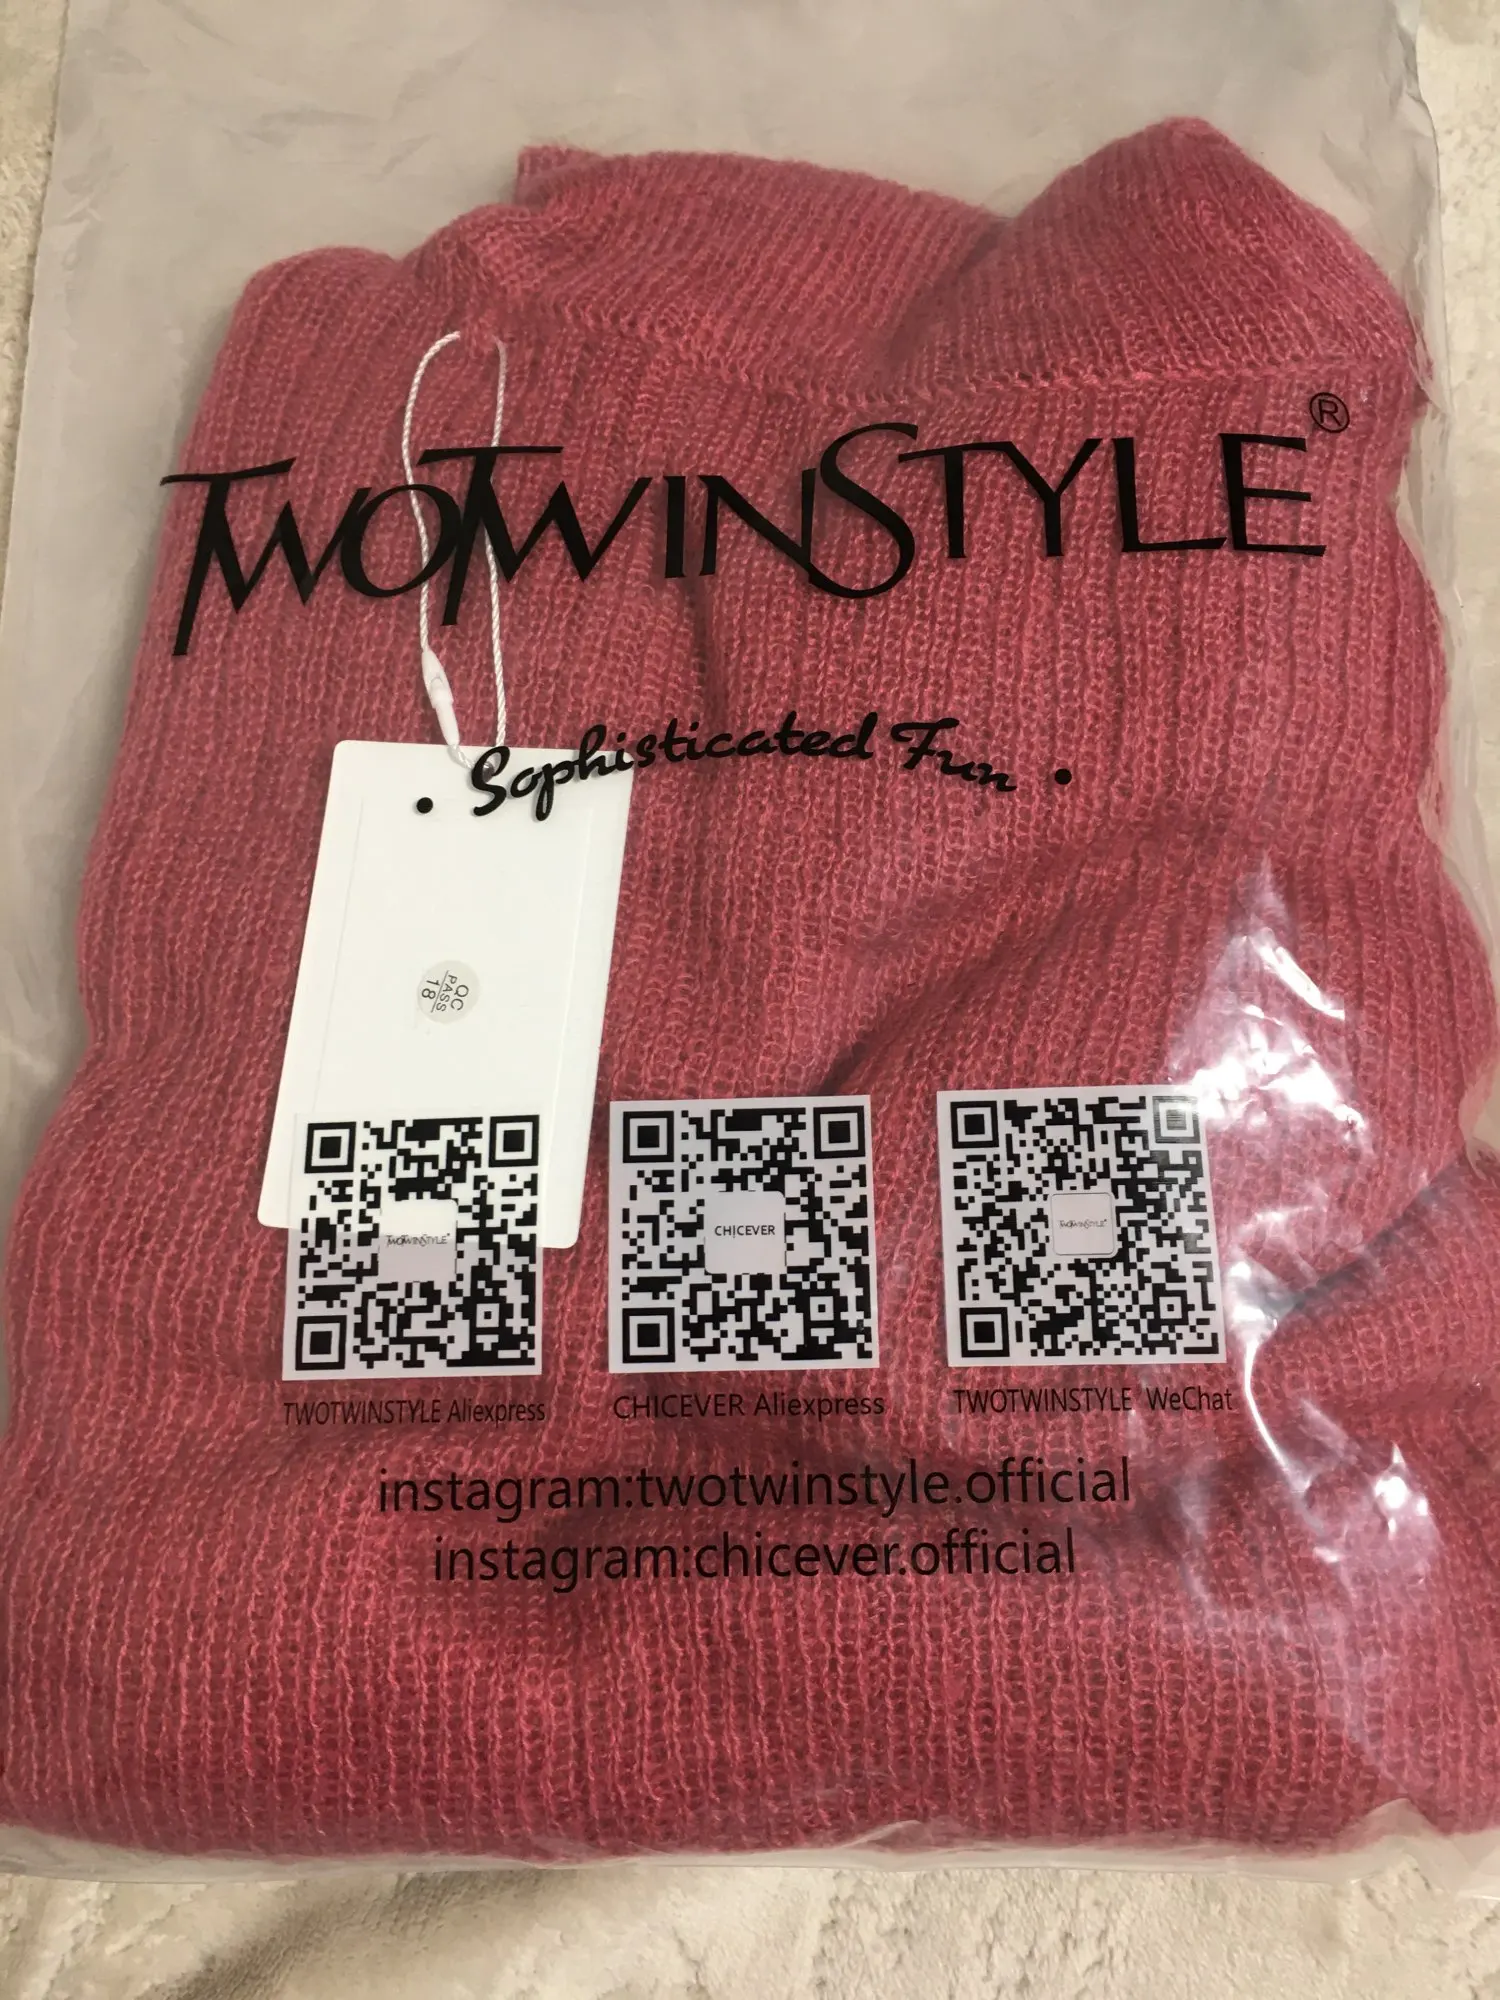 TWOTWINSTYLE®
• Sophisticated Fun •
QC
PASS
18
TWOTWINSTYLE®
CHICEVER
TWOTWINSTYLE®
TWOTWINSTYLE Aliexpress
CHICEVER Aliexpress
TWOTWINSTYLE WeChat
instagram:twotwinstyle.official
instagram:chicever.official